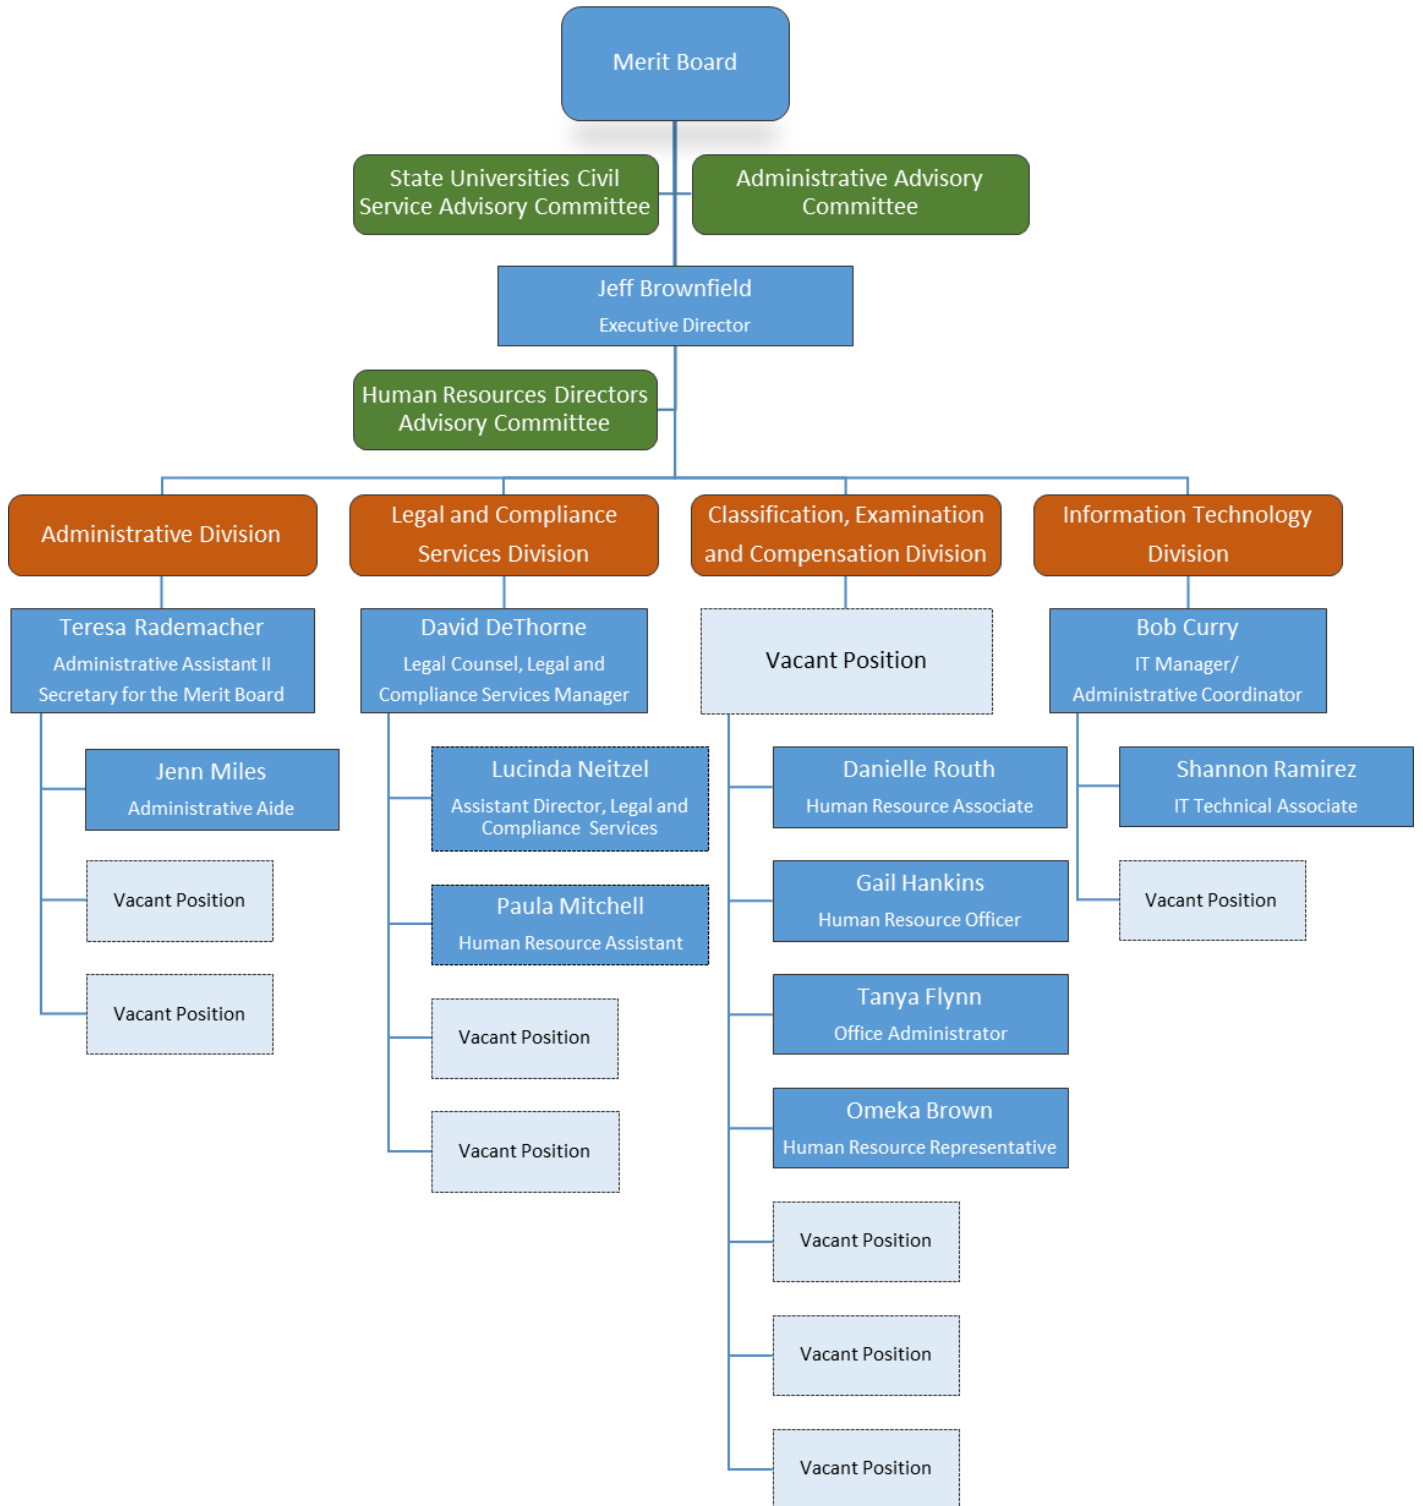 Merit Board
State Universities Civil
Service Advisory Committee
Administrative Advisory
Committee
Jeff Brownfield
Executive Director
Human Resources Directors
Advisory Committee
Administrative Division
Legal and Compliance
Services Division
Classification, Examination
and Compensation Division
Information Technology
Division
Teresa Rademacher
Administrative Assistant II
Secretary for the Merit Board
Jenn Miles
Administrative Aide
Vacant Position
Vacant Position
David DeThorne
Legal Counsel, Legal and
Compliance Services Manager
Lucinda Neitzel
Assistant Director, Legal and
Compliance Services
Paula Mitchell
Human Resource Assistant
Vacant Position
Vacant Position
Vacant Position
Danielle Routh
Human Resource Associate
Gail Hankins
Human Resource Officer
Tanya Flynn
Office Administrator
Omeka Brown
Human Resource Representative
Vacant Position
Vacant Position
Vacant Position
Bob Curry
IT Manager/
Administrative Coordinator
Shannon Ramirez
IT Technical Associate
Vacant Position